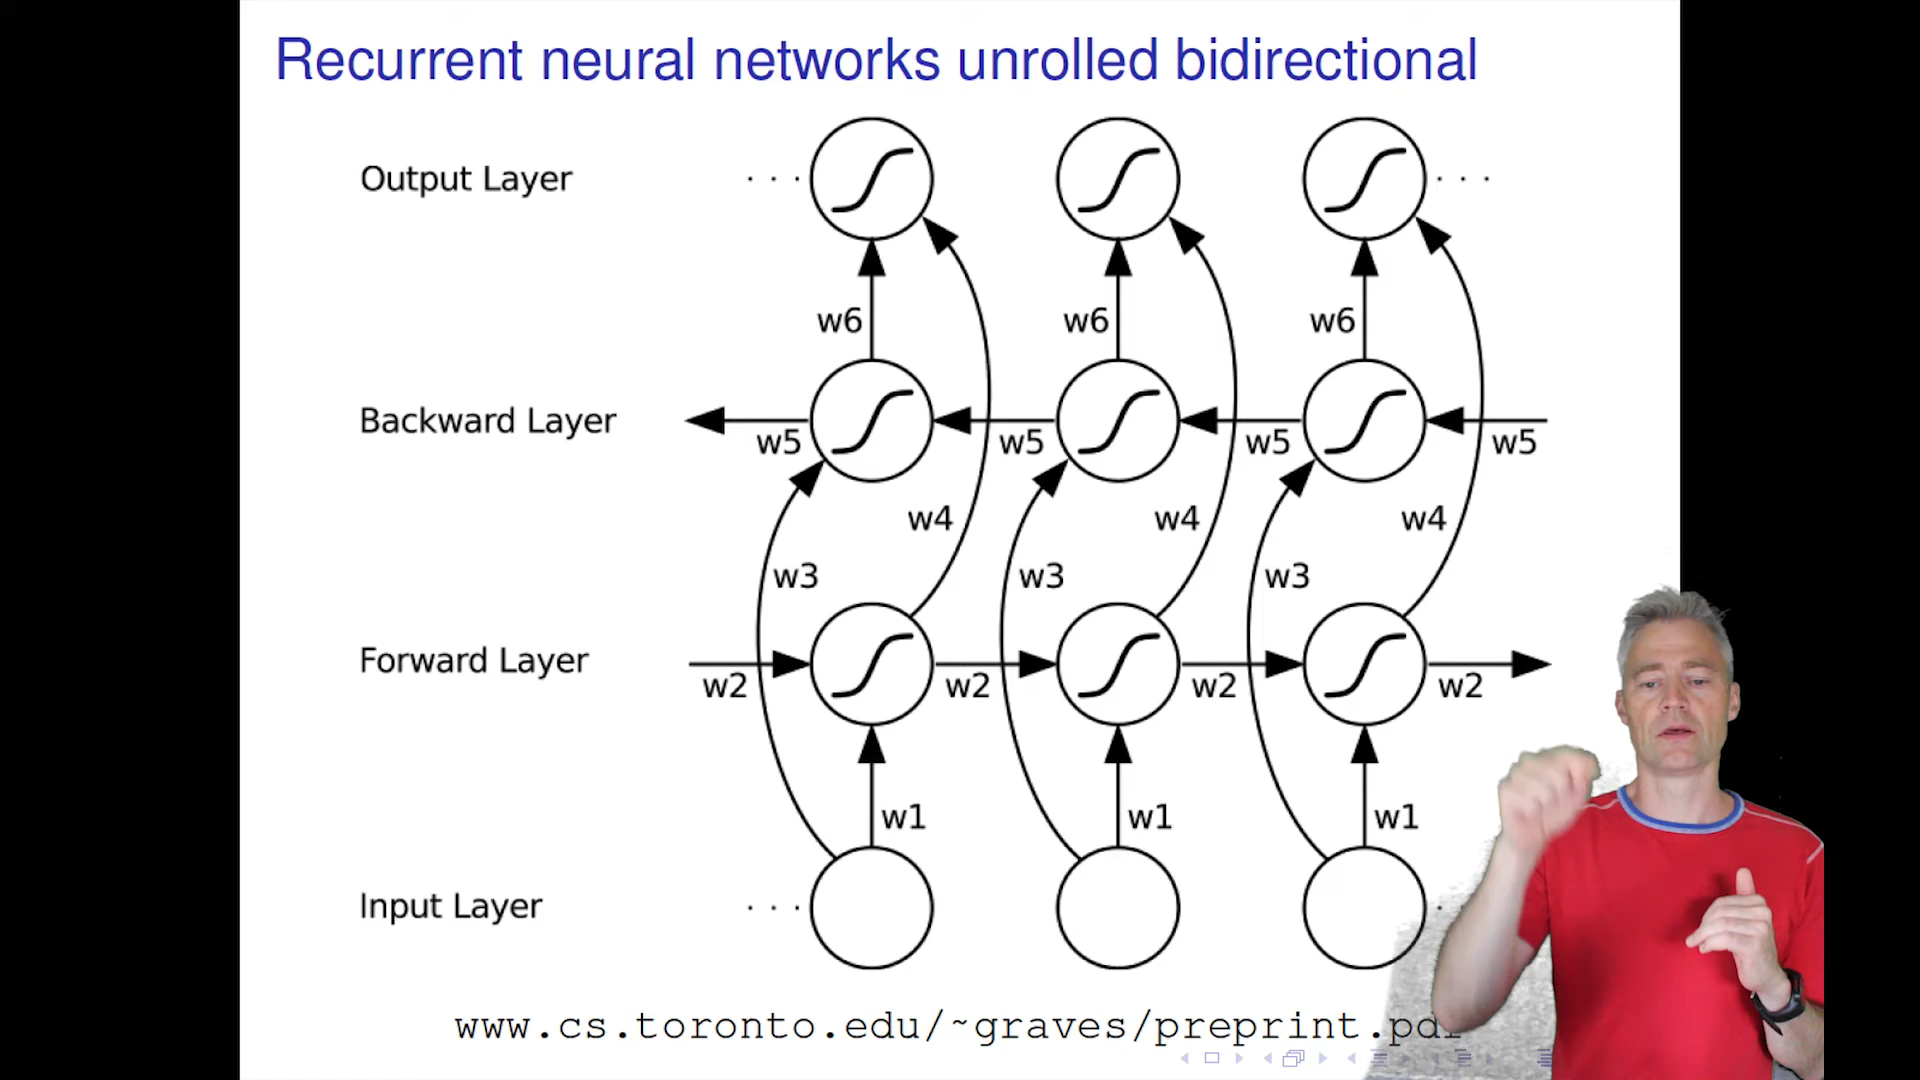 Recurrent neural networks unrolled bidirectional
Output Layer
w6 w6 w6
Backward Layer
w5 w5 w5 w5
w4 w4 w4
w3 w3 w3
Forward Layer
w2 w2 w2 w2
w1 w1 w1
Input Layer
www.cs.toronto.edu/~graves/preprint.pdf